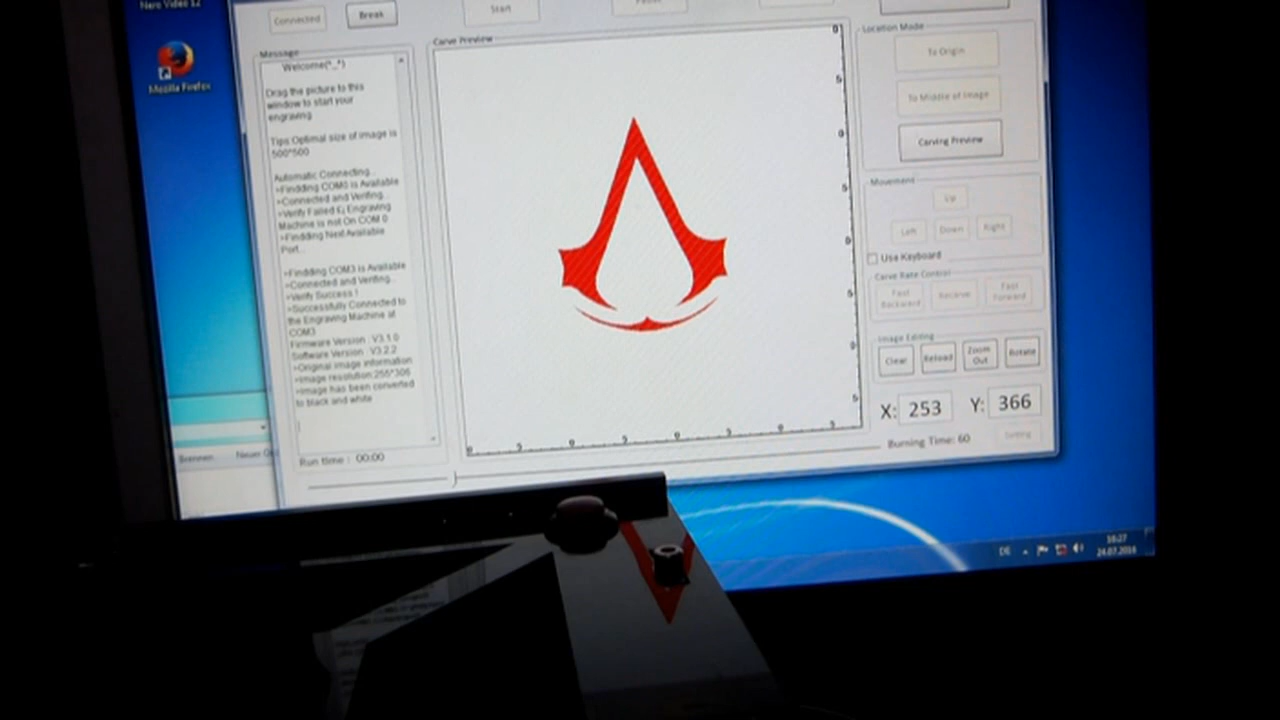 Nero Video 12
Mozilla Firefox
Connected
Break
Start
Message
Welcome(^_^)
Drag the picture to this
window to start your
engraving
Tips:Optimal size of image is
500*500
Automatic Connecting...
>Findding COM0 is Available
>Connected and Verifing...
Machine is not On COM 0
>Findding Next Available
Port...
>Findding COM3 is Available
>Connected and Verifing...
>Verify Success !
>Successfully Connected to
the Engraving Machine at
COM3
Firmware Version : V3.1.0
Software Version : V3.2.2
>Original image information
>Image resolution:255*306
>Image has been converted
to black and white
Run time : 00:00
Carve Preview
Location Mode
To Origin
To Middle of Image
Carving Preview
Movement
Up
Left
Down
Right
Use Keyboard
Carve Rate Control
Fast
Backward
Recarve
Fast
Forward
Image Editing
Clear
Reload
Zoom
Out
Rotate
X: 253 Y: 366
Burning Time: 60
Setting
Brennen
DE
16:27
24.07.2016